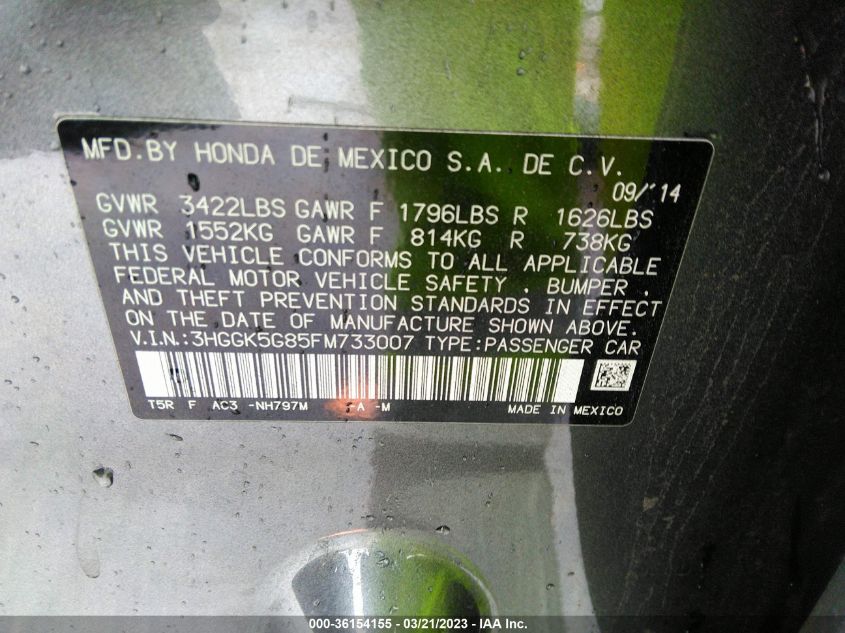 MFD.BY HONDA DE MEXICO S.A. DE C.V.
09/'14
GVWR 3422LBS GAWR F 1796LBS R 1626LBS
GVWR 1552KG GAWR F 814KG R 738KG
THIS VEHICLE CONFORMS TO ALL APPLICABLE
FEDERAL MOTOR VEHICLE SAFETY , BUMPER ,
AND THEFT PREVENTION STANDARDS IN EFFECT
ON THE DATE OF MANUFACTURE SHOWN ABOVE.
V.I.N.:3HGGK5G85FM733007 TYPE:PASSENGER CAR
T5R F AC3 -NH797M -A -M MADE IN MEXICO
000-36154155 - 03/21/2023 - IAA Inc.